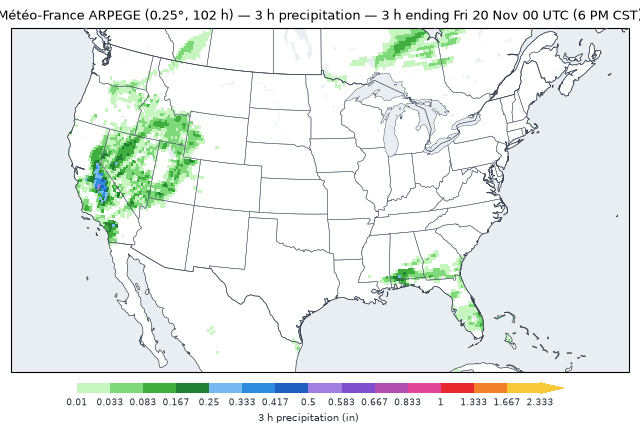 Météo-France ARPEGE (0.25°, 102 h) — 3 h precipitation — 3 h ending Fri 20 Nov 00 UTC (6 PM CST)
0.01 0.033 0.083 0.167 0.25 0.333 0.417 0.5 0.583 0.667 0.833 1 1.333 1.667 2.333
3 h precipitation (in)